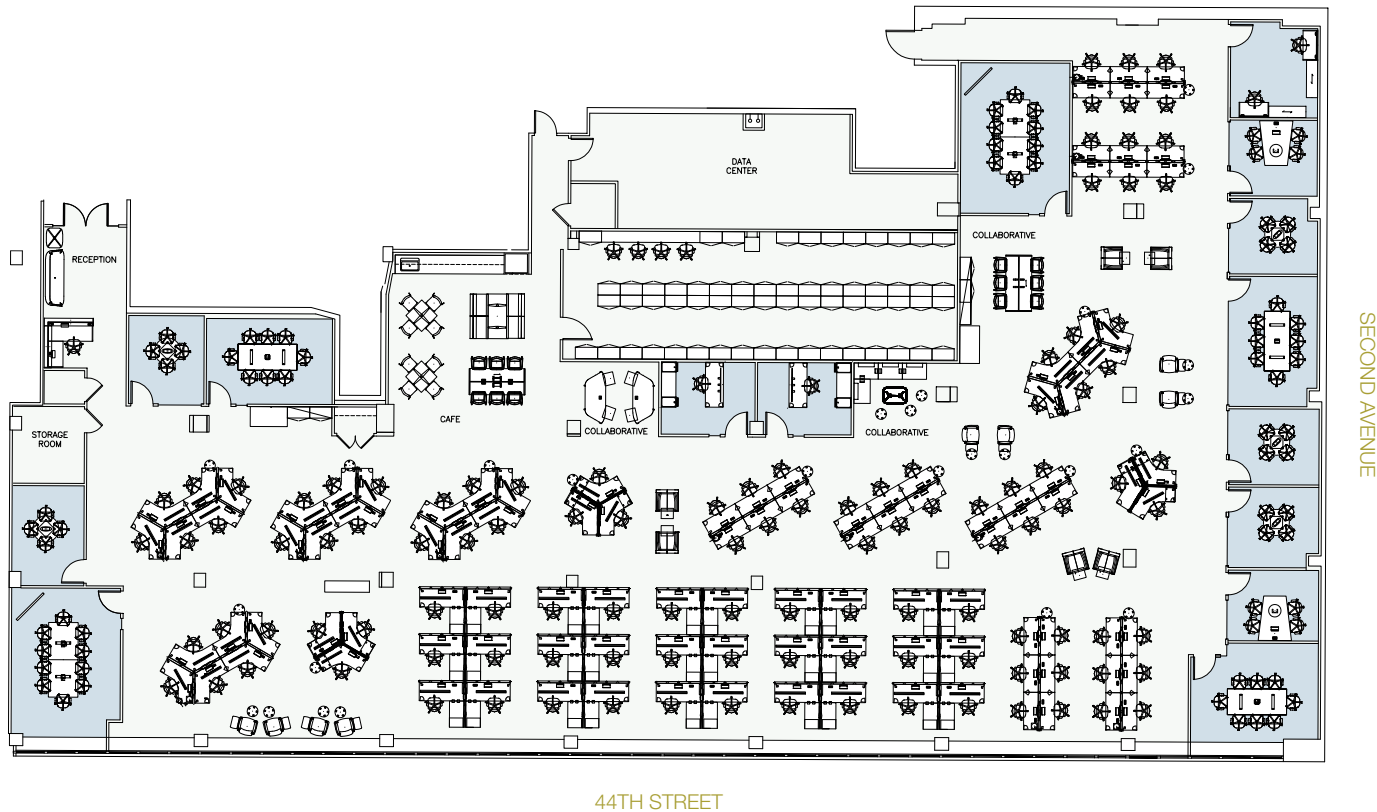 DATA
CENTER
COLLABORATIVE
RECEPTION
SECOND AVENUE
CAFE
COLLABORATIVE
COLLABORATIVE
STORAGE
ROOM
44TH STREET